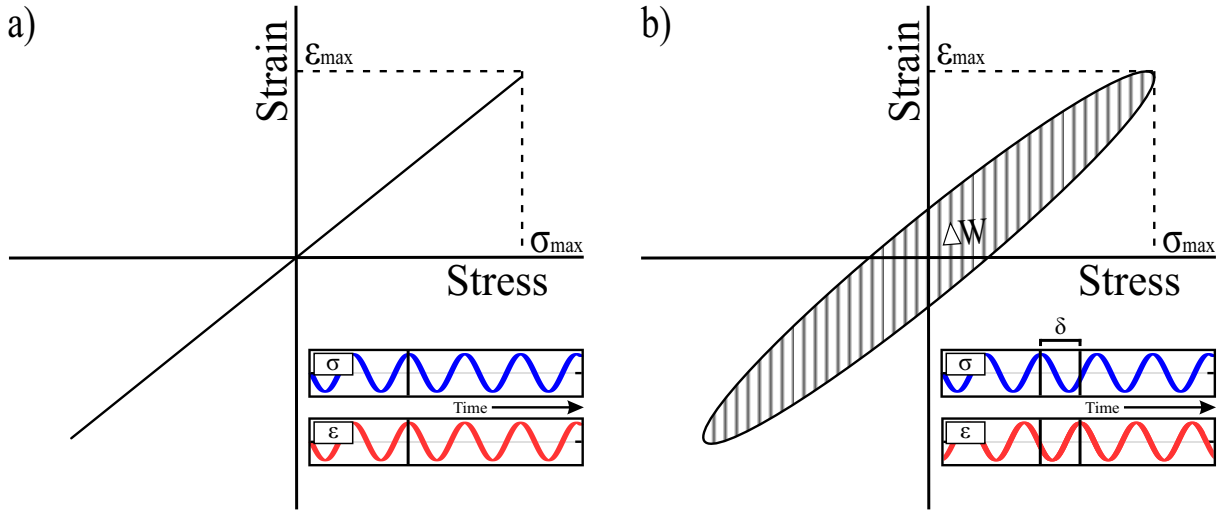 a)
Strain
εmax
σmax
Stress
σ
Time
ε
b)
Strain
εmax
ΔW
σmax
Stress
δ
σ
Time
ε